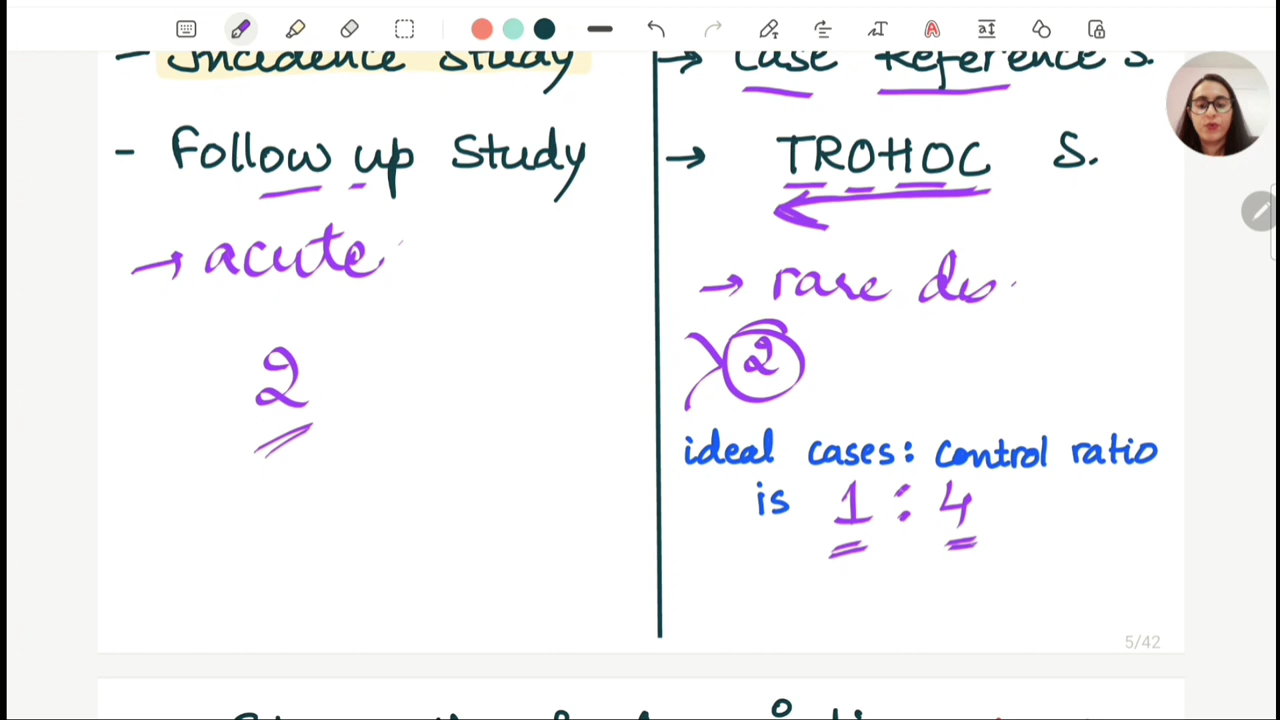 - Incidence Study
- Follow up Study
→ acute
2
→ Case Reference S.
→ TROHOC S.
→ rare ds.
2
ideal cases: control ratio
is 1 : 4
5/42